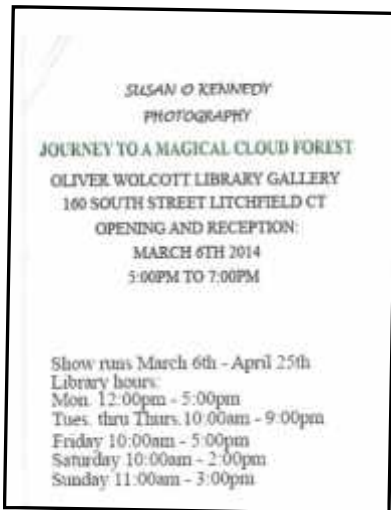 SUSAN O KENNEDY
PHOTOGRAPHY
JOURNEY TO A MAGICAL CLOUD FOREST
OLIVER WOLCOTT LIBRARY GALLERY
160 SOUTH STREET LITCHFIELD CT
OPENING AND RECEPTION:
MARCH 6TH 2014
5:00PM TO 7:00PM
Show runs March 6th - April 25th
Library hours:
Mon. 12:00pm - 5:00pm
Tues. thru Thurs. 10:00am - 9:00pm
Friday 10:00am - 5:00pm
Saturday 10:00am - 2:00pm
Sunday 11:00am - 3:00pm